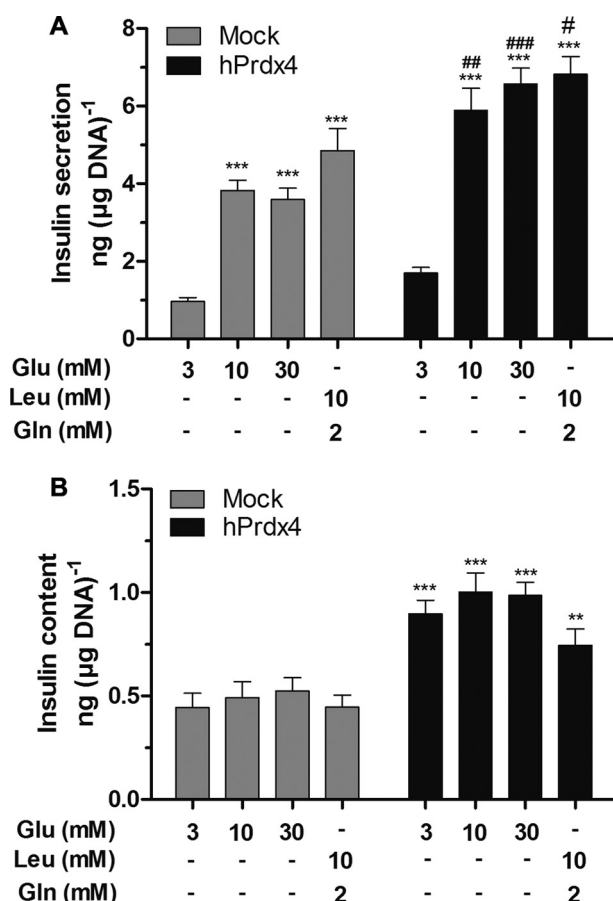 A
Mock
hPrdx4
Insulin secretion
ng (µg DNA)-1
8
6
4
2
0
*** *** *** ## *** ### *** # ***
Glu (mM) 3 10 30 - 3 10 30 -
Leu (mM) - - - 10 - - - 10
Gln (mM) - - - 2 - - - 2
B
Mock
hPrdx4
Insulin content
ng (µg DNA)-1
1.5
1.0
0.5
0.0
*** *** *** **
Glu (mM) 3 10 30 - 3 10 30 -
Leu (mM) - - - 10 - - - 10
Gln (mM) - - - 2 - - - 2